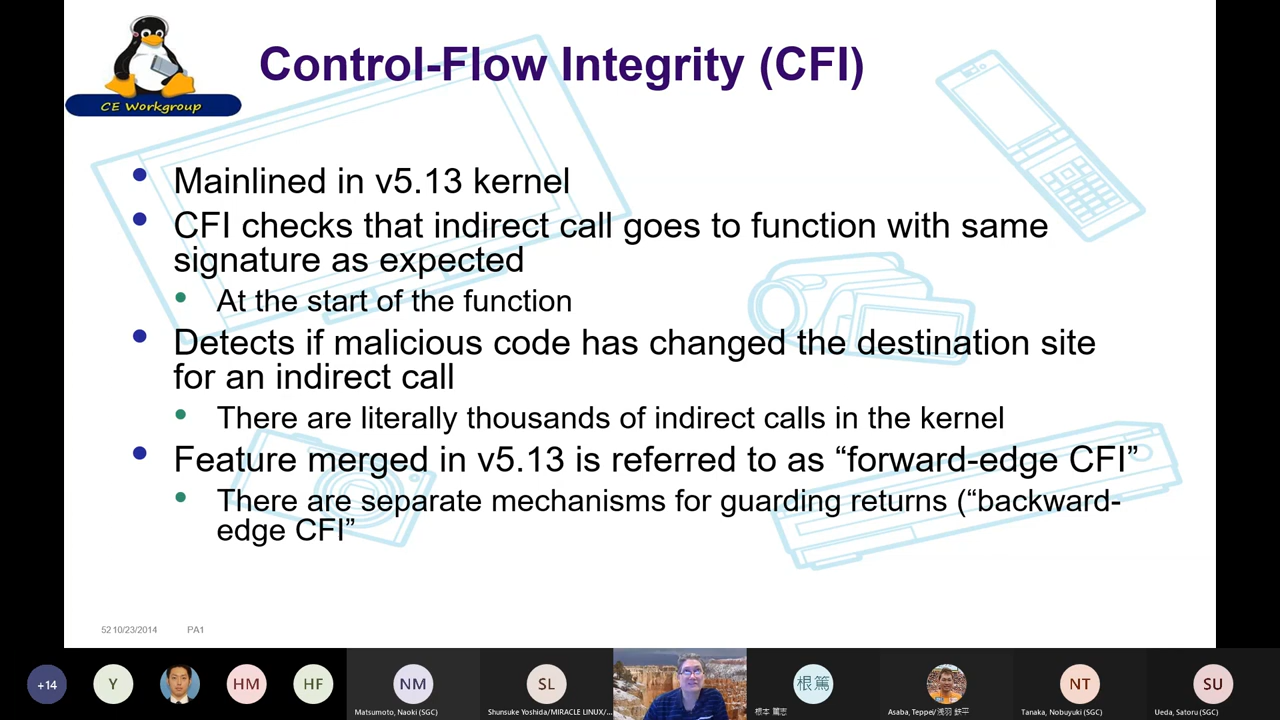 CE Workgroup
Control-Flow Integrity (CFI)
• Mainlined in v5.13 kernel
• CFI checks that indirect call goes to function with same
signature as expected
• At the start of the function
• Detects if malicious code has changed the destination site
for an indirect call
• There are literally thousands of indirect calls in the kernel
• Feature merged in v5.13 is referred to as “forward-edge CFI”
• There are separate mechanisms for guarding returns (“backward-
edge CFI”
52 10/23/2014 PA1
+14
Y
HM
HF
NM
SL
根篤
NT
SU
Matsumoto, Naoki (SGC)
Shunsuke Yoshida/MIRACLE LINUX/...
根本 篤志
Asaba, Teppei/浅羽 鉄平
Tanaka, Nobuyuki (SGC)
Ueda, Satoru (SGC)